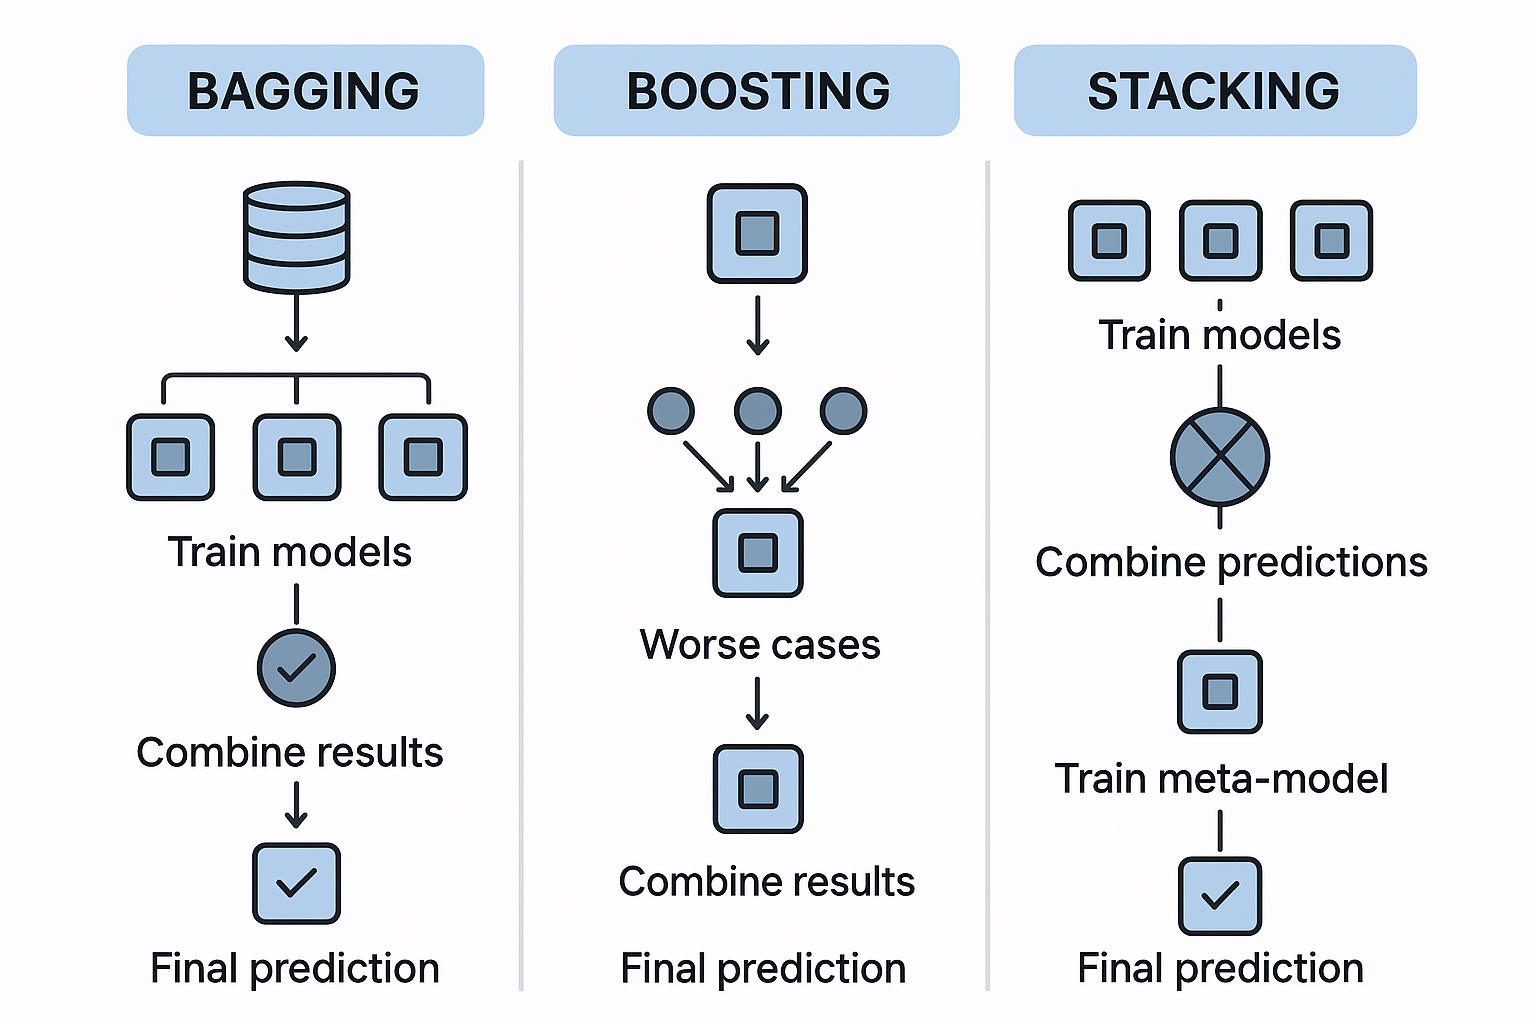 BAGGING
Train models
Combine results
Final prediction
BOOSTING
Worse cases
Combine results
Final prediction
STACKING
Train models
Combine predictions
Train meta-model
Final prediction